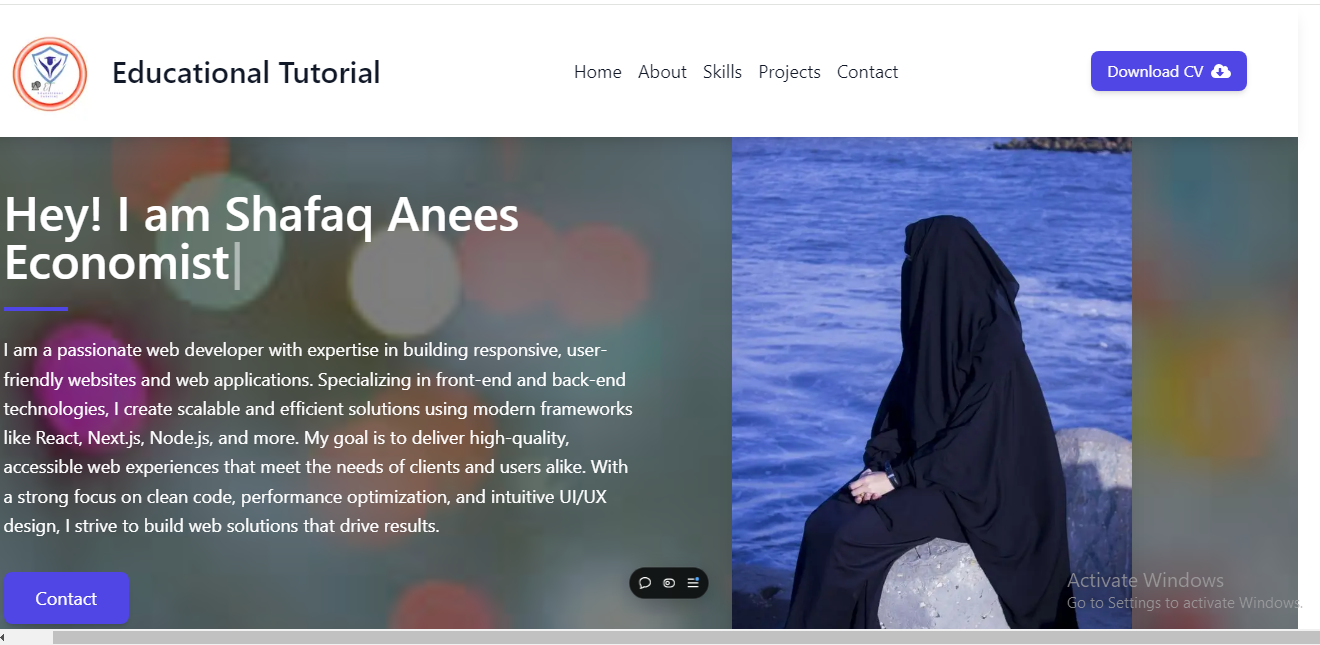 Educational Tutorial
Home About Skills Projects Contact
Download CV
Hey! I am Shafaq Anees
Economist
I am a passionate web developer with expertise in building responsive, user-
friendly websites and web applications. Specializing in front-end and back-end
technologies, I create scalable and efficient solutions using modern frameworks
like React, Next.js, Node.js, and more. My goal is to deliver high-quality,
accessible web experiences that meet the needs of clients and users alike. With
a strong focus on clean code, performance optimization, and intuitive UI/UX
design, I strive to build web solutions that drive results.
Contact
Activate Windows
Go to Settings to activate Windows.